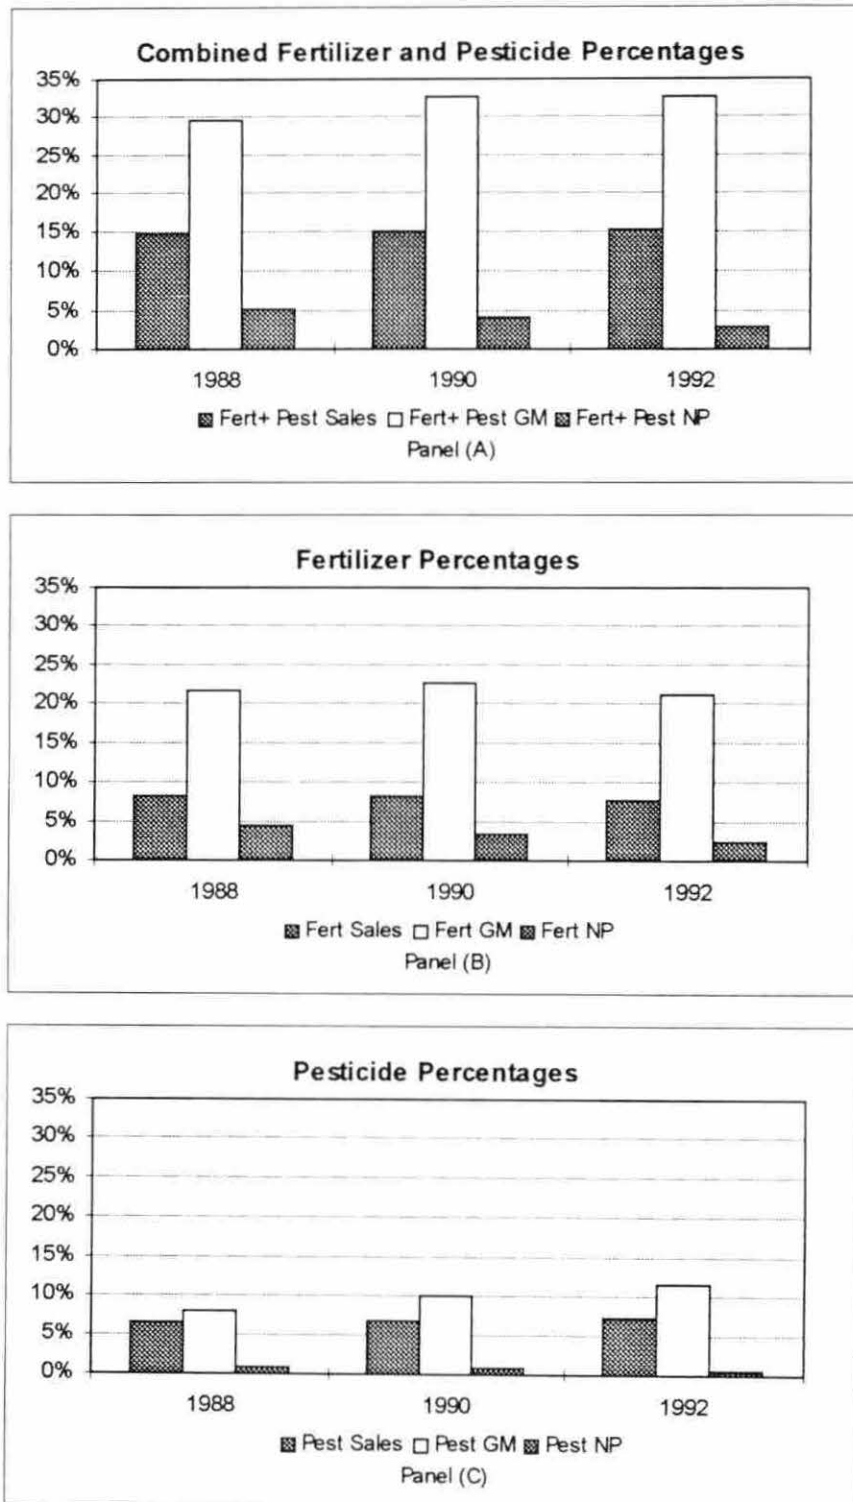 Combined Fertilizer and Pesticide Percentages
35%
30%
25%
20%
15%
10%
5%
0%
1988 1990 1992
Fert+ Pest Sales Fert+ Pest GM Fert+ Pest NP
Panel (A)
Fertilizer Percentages
35%
30%
25%
20%
15%
10%
5%
0%
1988 1990 1992
Fert Sales Fert GM Fert NP
Panel (B)
Pesticide Percentages
35%
30%
25%
20%
15%
10%
5%
0%
1988 1990 1992
Pest Sales Pest GM Pest NP
Panel (C)